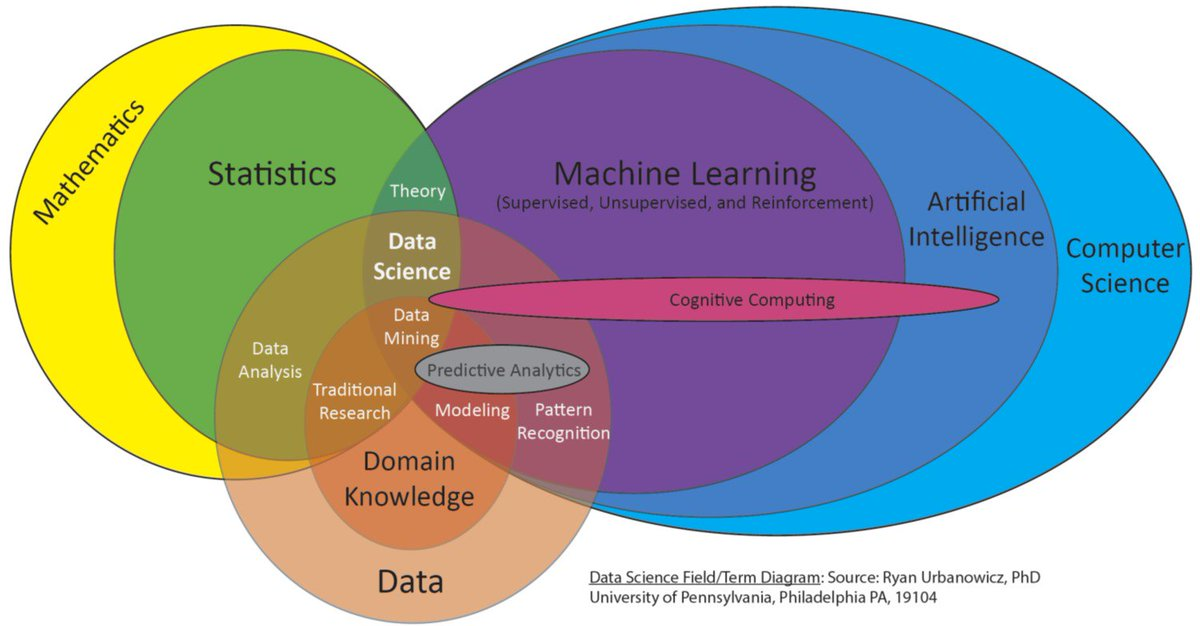 Mathematics
Statistics
Theory
Machine Learning
(Supervised, Unsupervised, and Reinforcement)
Artificial
Intelligence
Computer
Science
Data
Science
Cognitive Computing
Data
Mining
Data
Analysis
Predictive Analytics
Traditional
Research
Modeling
Pattern
Recognition
Domain
Knowledge
Data
Data Science Field/Term Diagram: Source: Ryan Urbanowicz, PhD
University of Pennsylvania, Philadelphia PA, 19104